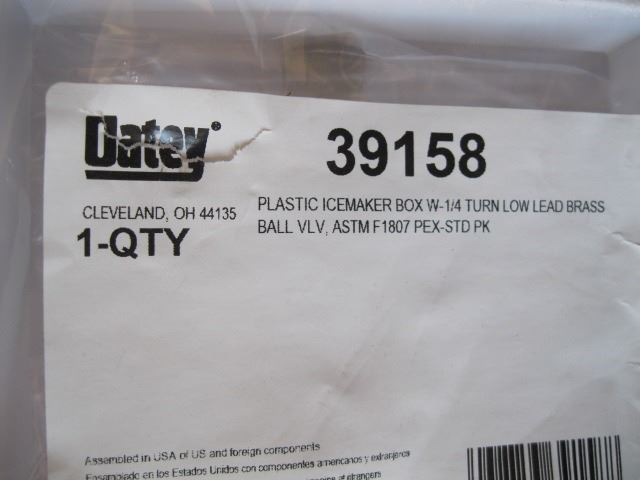 Oatey®
39158
CLEVELAND, OH 44135
PLASTIC ICEMAKER BOX W-1/4 TURN LOW LEAD BRASS
BALL VLV, ASTM F1807 PEX-STD PK
1-QTY
Assembled in USA of US and foreign components
Ensamblado en los Estados Unidos con componentes americanos y extranjeros
et étrangers